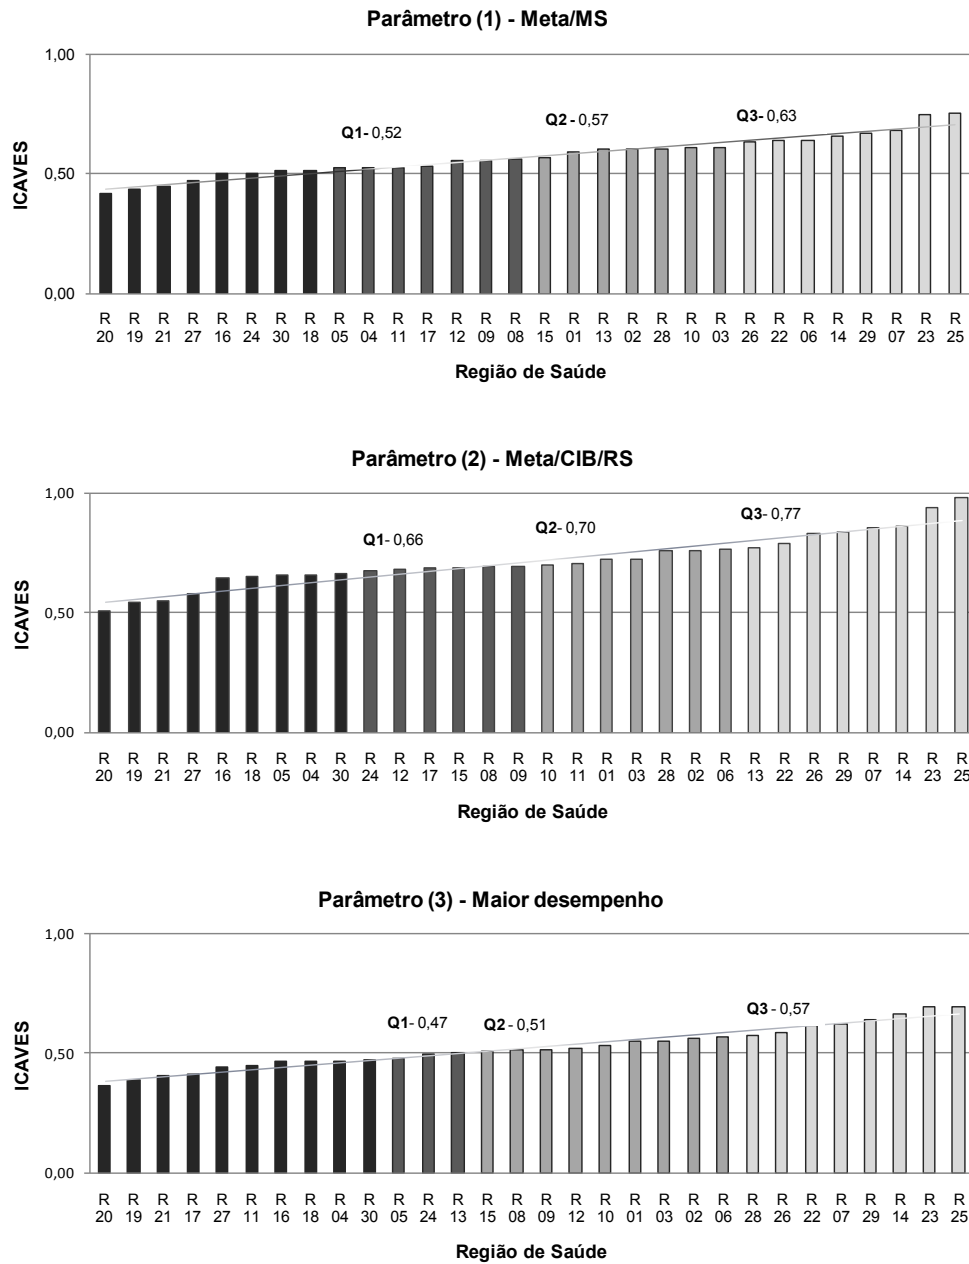 Parâmetro (1) - Meta/MS
1,00
Q1- 0,52
Q2 - 0,57
Q3- 0,63
ICAVES
0,50
0,00
R R R R R R R R R R R R R R R R R R R R R R R R R R R R R R
20 19 21 27 16 24 30 18 05 04 11 17 12 09 08 15 01 13 02 28 10 03 26 22 06 14 29 07 23 25
Região de Saúde
Parâmetro (2) - Meta/CIB/RS
1,00
Q1- 0,66
Q2- 0,70
Q3- 0,77
ICAVES
0,50
0,00
R R R R R R R R R R R R R R R R R R R R R R R R R R R R R R
20 19 21 27 16 18 05 04 30 24 12 17 15 08 09 10 11 01 03 28 02 06 13 22 26 29 07 14 23 25
Região de Saúde
Parâmetro (3) - Maior desempenho
1,00
Q1- 0,47
Q2 - 0,51
Q3 - 0,57
ICAVES
0,50
0,00
R R R R R R R R R R R R R R R R R R R R R R R R R R R R R R
20 19 21 17 27 11 16 18 04 30 05 24 13 15 08 09 12 10 01 03 02 06 28 26 22 07 29 14 23 25
Região de Saúde